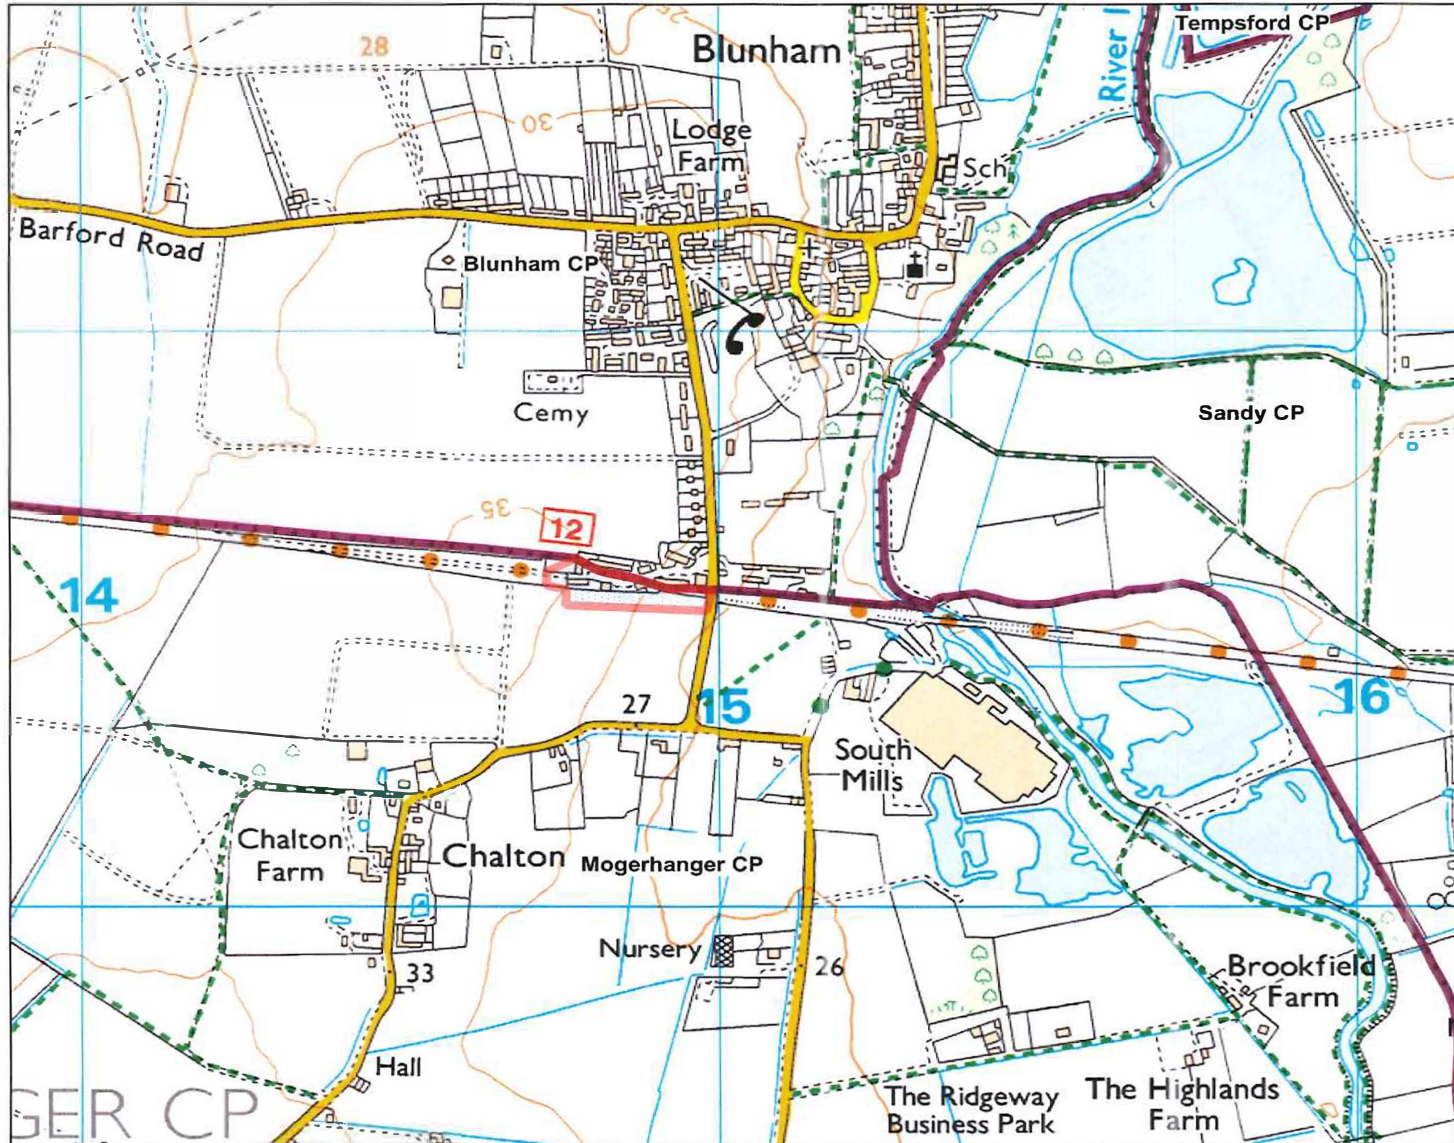 Tempsford CP
28
Blunham
River
30
Lodge
Farm
Sch
Barford Road
Blunham CP
Cemy
Sandy CP
35
12
14
27
15
16
South
Mills
Chalton
Farm
Chalton
Mogerhanger CP
Nursery
26
33
Brookfield
Farm
Hall
GER CP
The Ridgeway
Business Park
The Highlands
Farm